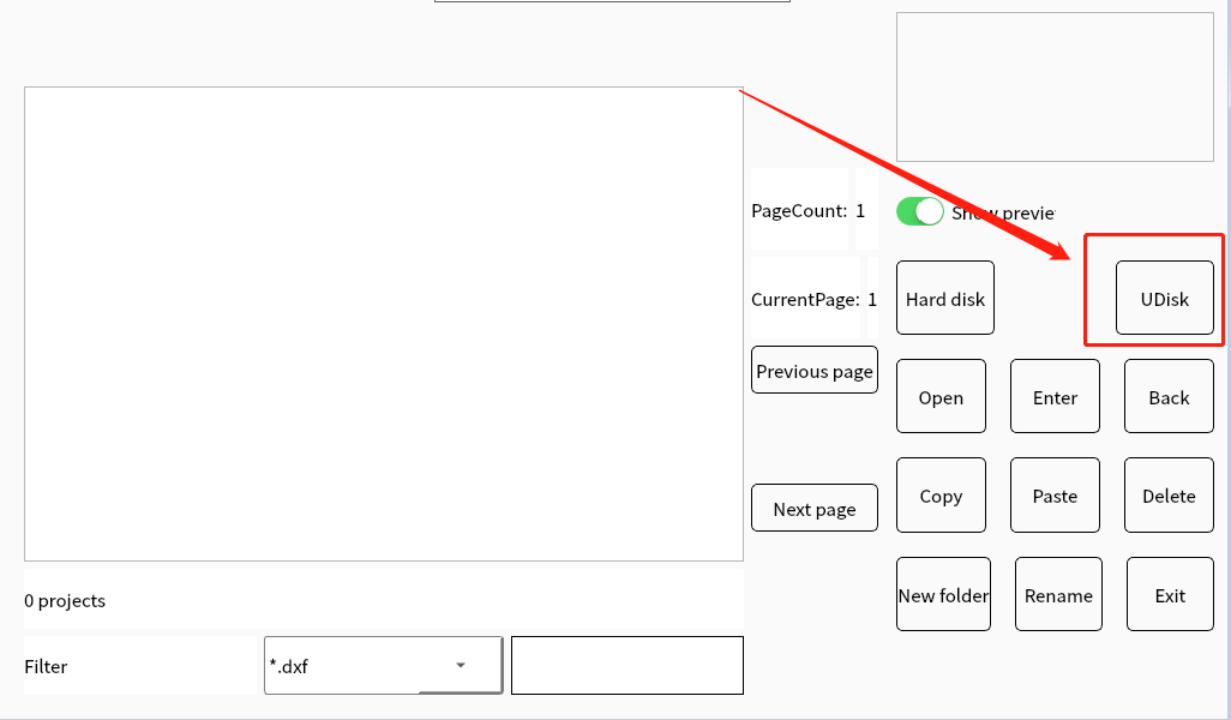 PageCount: 1
Show previe
CurrentPage: 1
Hard disk
UDisk
Previous page
Open
Enter
Back
Next page
Copy
Paste
Delete
New folder
Rename
Exit
0 projects
Filter
*.dxf